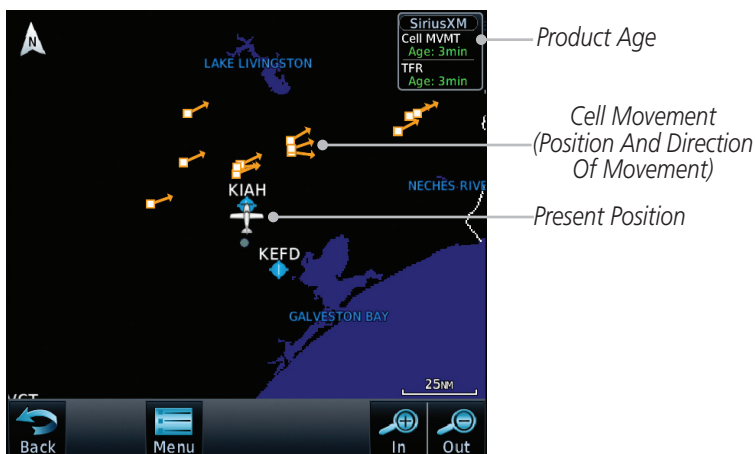 N
SiriusXM
Cell MVMT
Age: 3min
TFR
Age: 3min
Product Age
LAKE LIVINGSTON
Cell Movement
(Position And Direction
Of Movement)
NECHES RIVE
KIAH
Present Position
KEFD
GALVESTON BAY
25NM
Back
Menu
In
Out